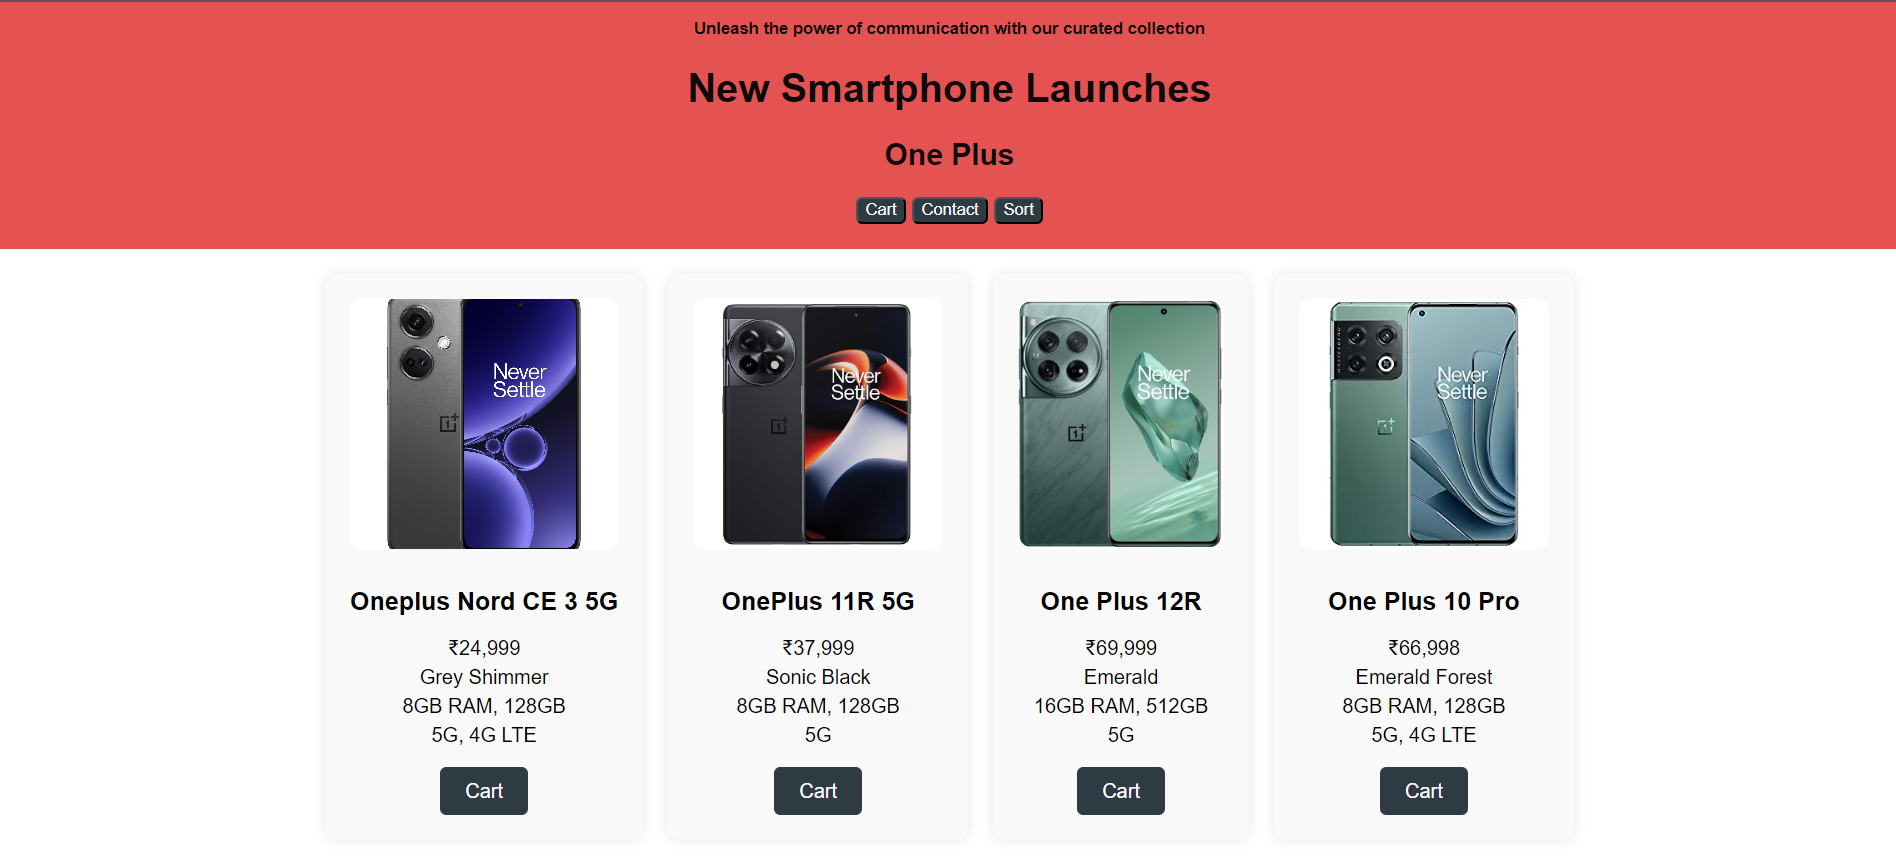 Unleash the power of communication with our curated collection
New Smartphone Launches
One Plus
Cart Contact Sort
Never
Settle
Oneplus Nord CE 3 5G
₹24,999
Grey Shimmer
8GB RAM, 128GB
5G, 4G LTE
Cart
Never
Settle
OnePlus 11R 5G
₹37,999
Sonic Black
8GB RAM, 128GB
5G
Cart
Never
Settle
One Plus 12R
₹69,999
Emerald
16GB RAM, 512GB
5G
Cart
Never
Settle
One Plus 10 Pro
₹66,998
Emerald Forest
8GB RAM, 128GB
5G, 4G LTE
Cart